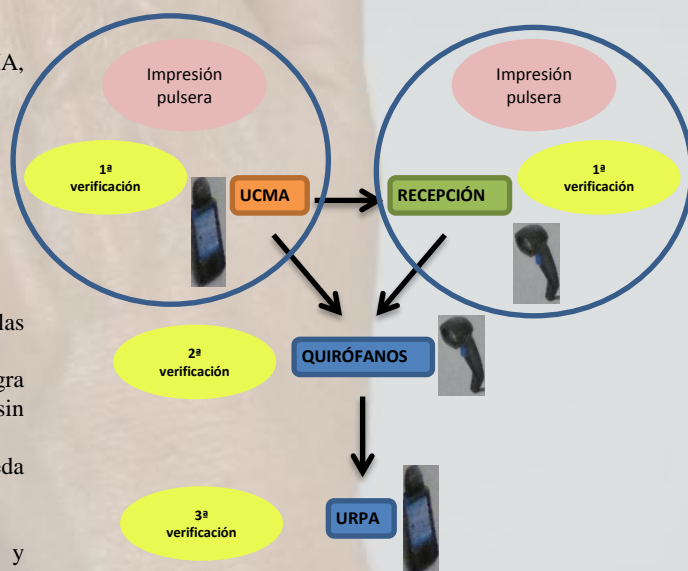 A,
Impresión
pulsera
Impresión
pulsera
1ª
verificación
UCMA
RECEPCIÓN
1ª
verificación
las
2ª
verificación
QUIRÓFANOS
gra
sin
eda
3ª
verificación
URPA
y